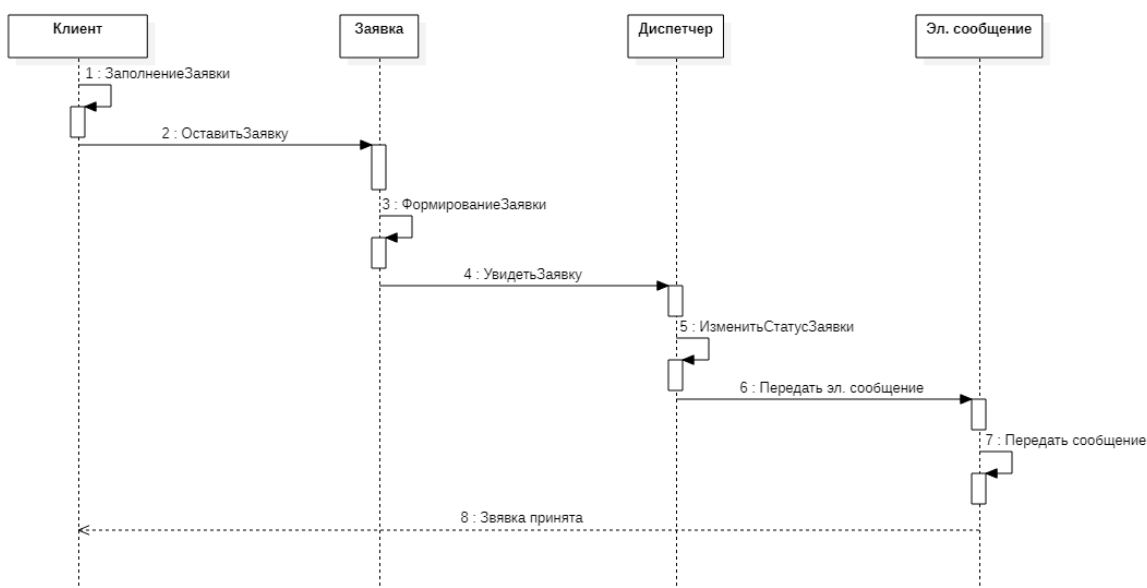 Клиент
Заявка
Диспетчер
Эл. сообщение
1 : ЗаполнениеЗаявки
2 : ОставитьЗаявку
3 : ФормированиеЗаявки
4 : УвидетьЗаявку
5 : ИзменитьСтатусЗаявки
6 : Передать эл. сообщение
7 : Передать сообщение
8 : Звявка принята